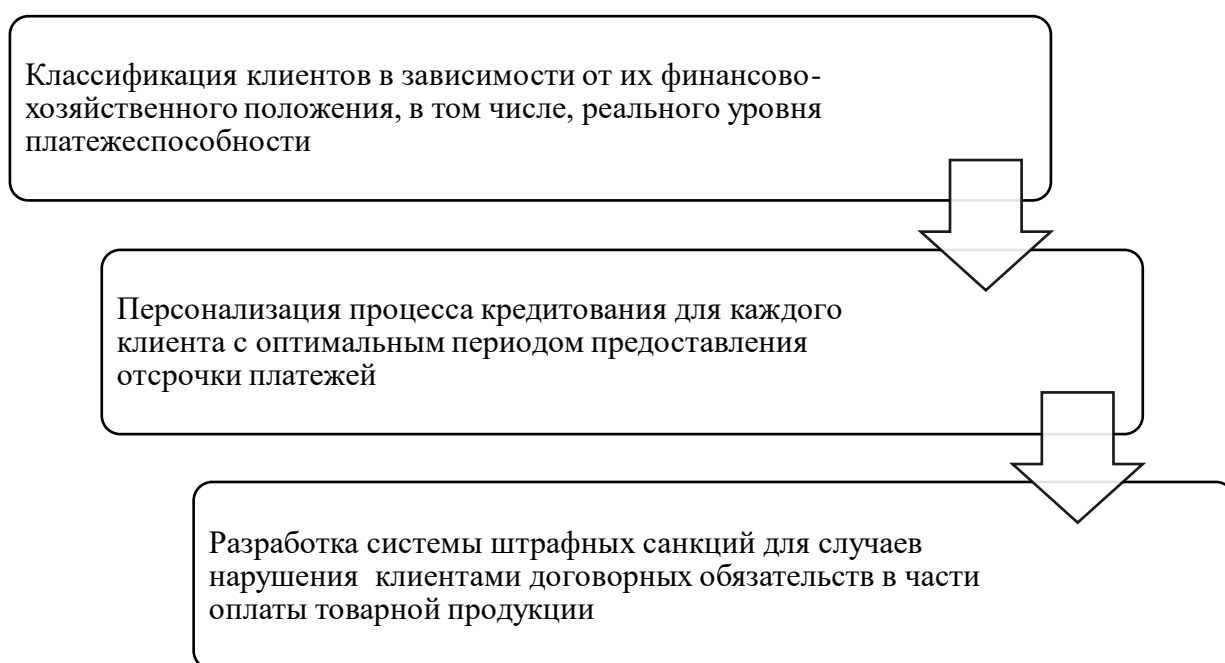 Классификация клиентов в зависимости от их финансово-
хозяйственного положения, в том числе, реального уровня
платежеспособности
Персонализация процесса кредитования для каждого
клиента с оптимальным периодом предоставления
отсрочки платежей
Разработка системы штрафных санкций для случаев
нарушения  клиентами договорных обязательств в части
оплаты товарной продукции